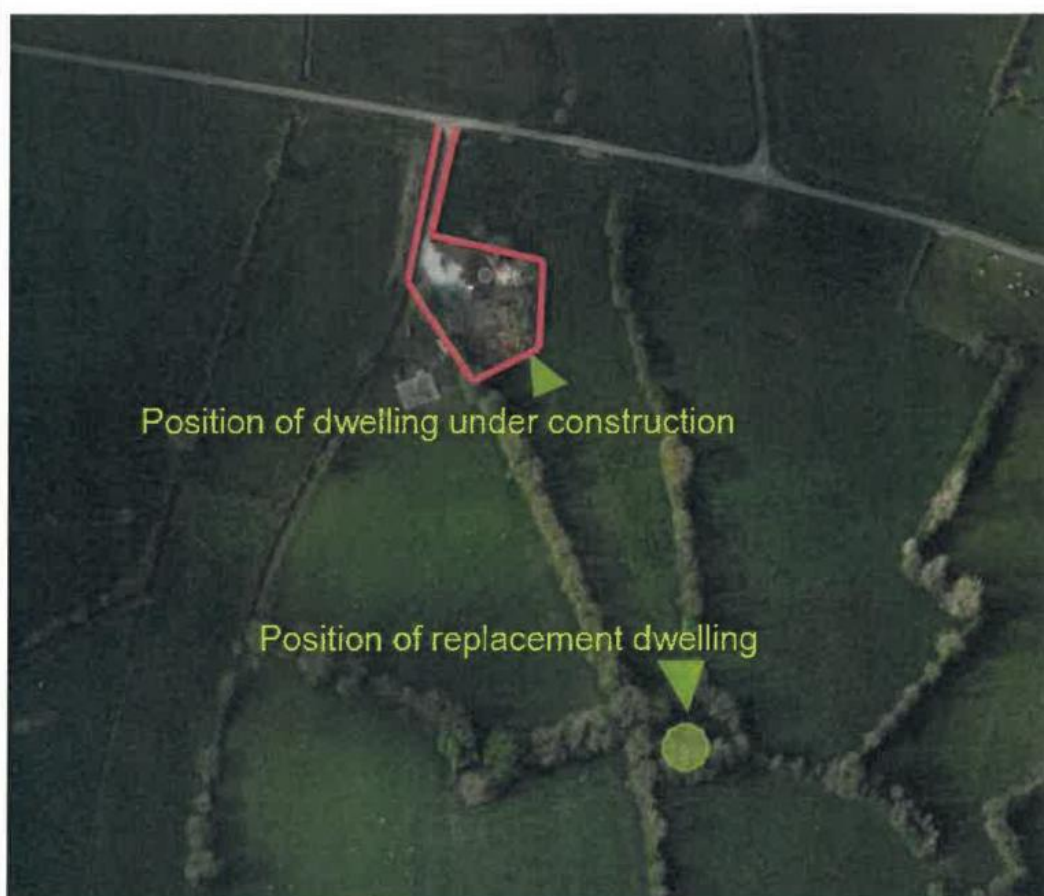 Position of dwelling under construction
Position of replacement dwelling